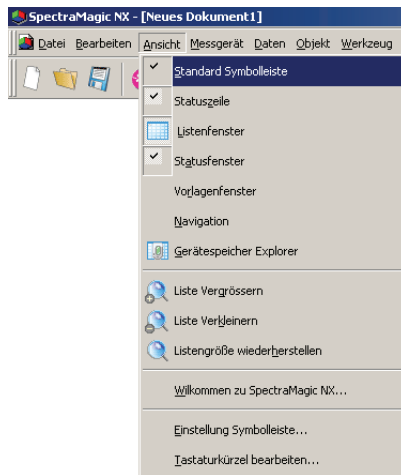 SpectraMagic NX - [Neues Dokument1]
Datei Bearbeiten Ansicht Messgerät Daten Objekt Werkzeug
Standard Symbolleiste
Statuszeile
Listenfenster
Statusfenster
Vorlagenfenster
Navigation
Gerätespeicher Explorer
Liste Vergrössern
Liste Verkleinern
Listengröße wiederherstellen
Wilkommen zu SpectraMagic NX...
Einstellung Symbolleiste...
Tastaturkürzel bearbeiten...